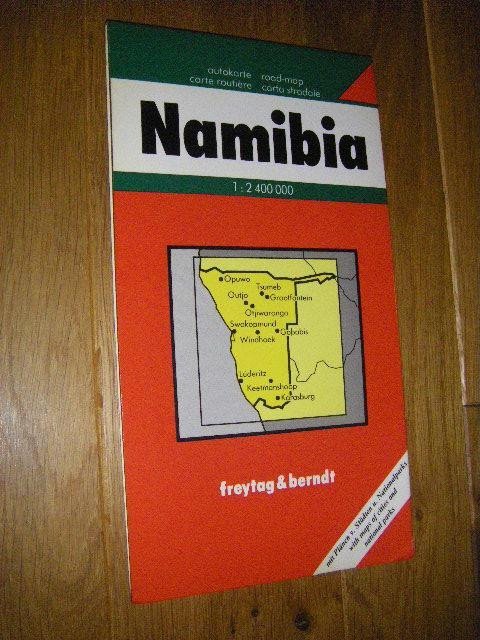 autokarte road-map
carte routière carta stradale
Namibia
1 : 2 400 000
Opuwo
Tsumeb
Outjo
Grootfontein
Otjiwarongo
Swakopmund
Gobabis
Windhoek
Lüderitz
Keetmanshoop
Karasburg
freytag & berndt
mit Plänen v. Städten u. Nationalparks
with maps of cities and
national parks